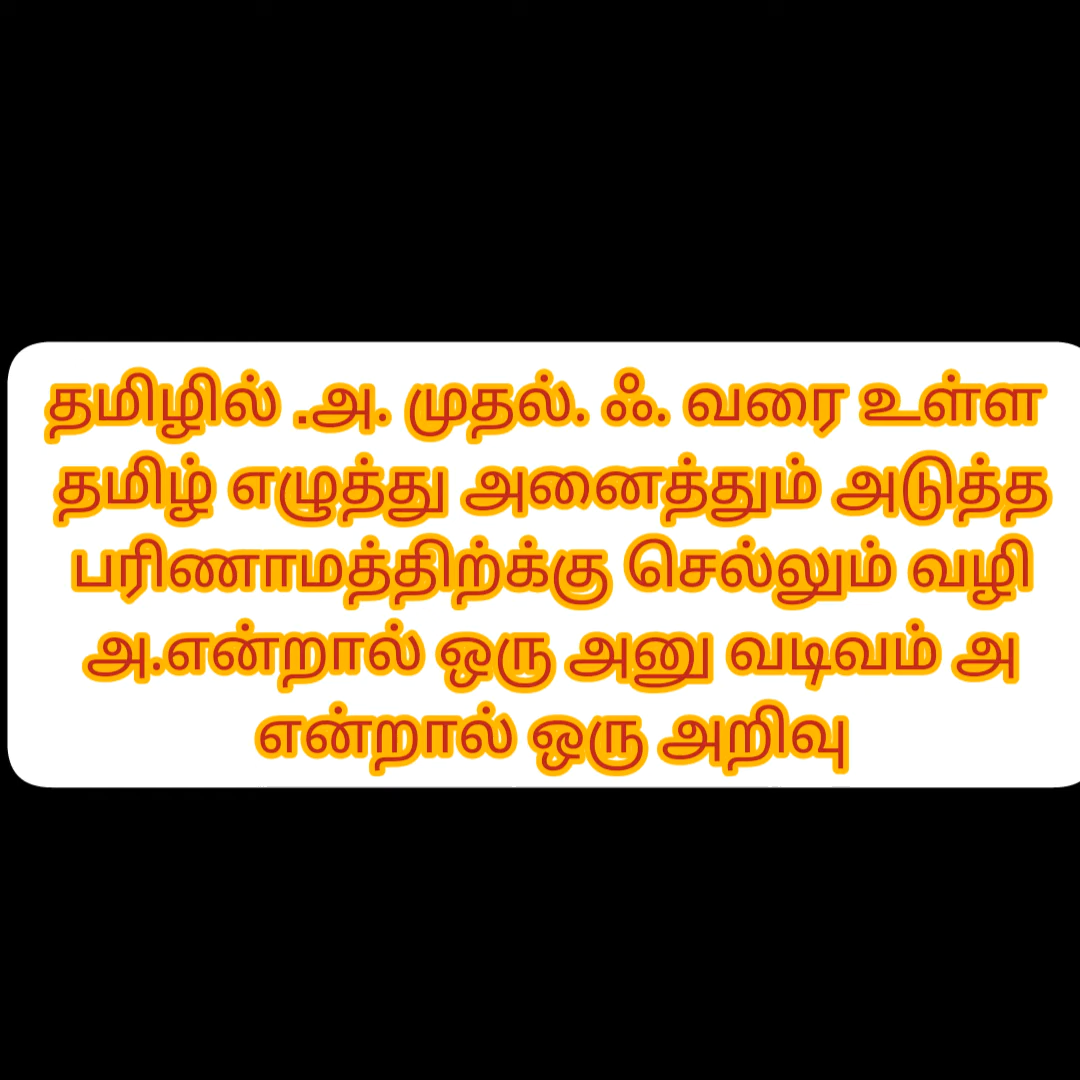 தமிழில் .அ. முதல். ஃ. வரை உள்ள
தமிழ் எழுத்து அனைத்தும் அடுத்த
பரிணாமத்திற்க்கு செல்லும் வழி
அ.என்றால் ஒரு அனு வடிவம் அ
என்றால் ஒரு அறிவு